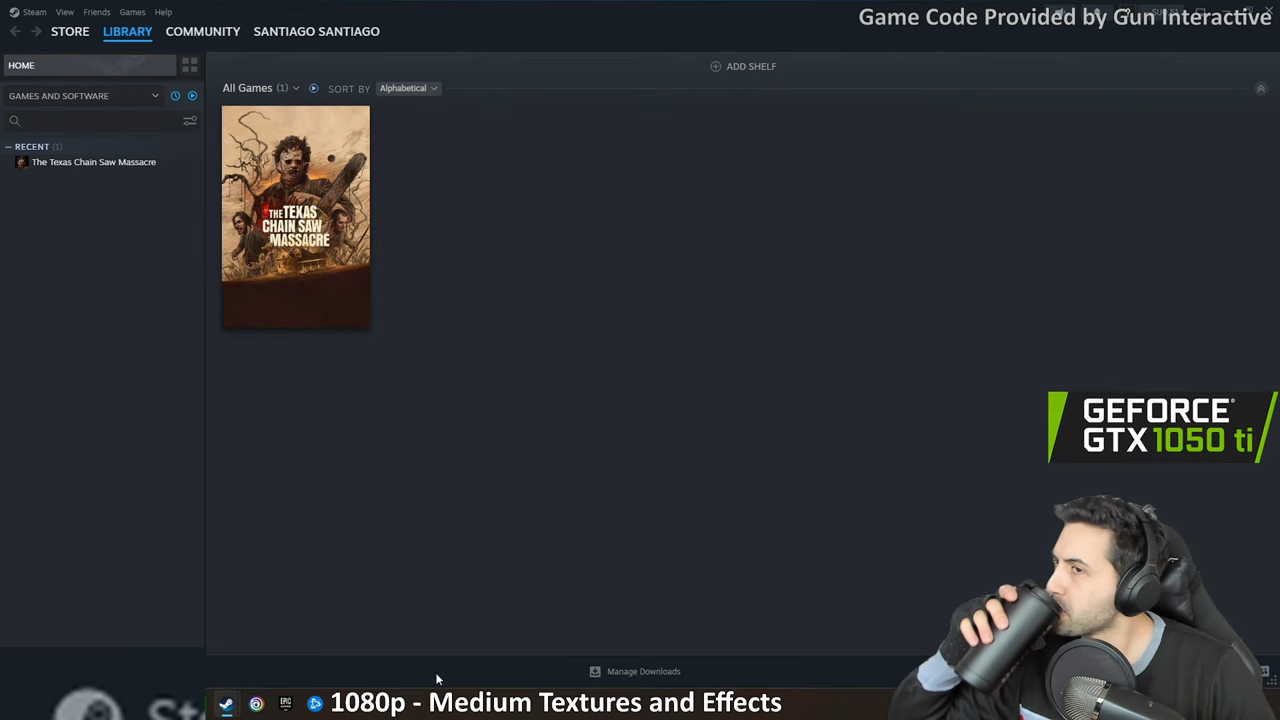 Steam View Friends Games Help
Game Code Provided by Gun Interactive
STORE LIBRARY COMMUNITY SANTIAGO SANTIAGO
HOME
ADD SHELF
GAMES AND SOFTWARE
All Games (1) SORT BY Alphabetical
RECENT (1)
The Texas Chain Saw Massacre
THE TEXAS
CHAIN SAW
MASSACRE
GEFORCE
GTX 1050 ti
Manage Downloads
EPIC
1080p - Medium Textures and Effects